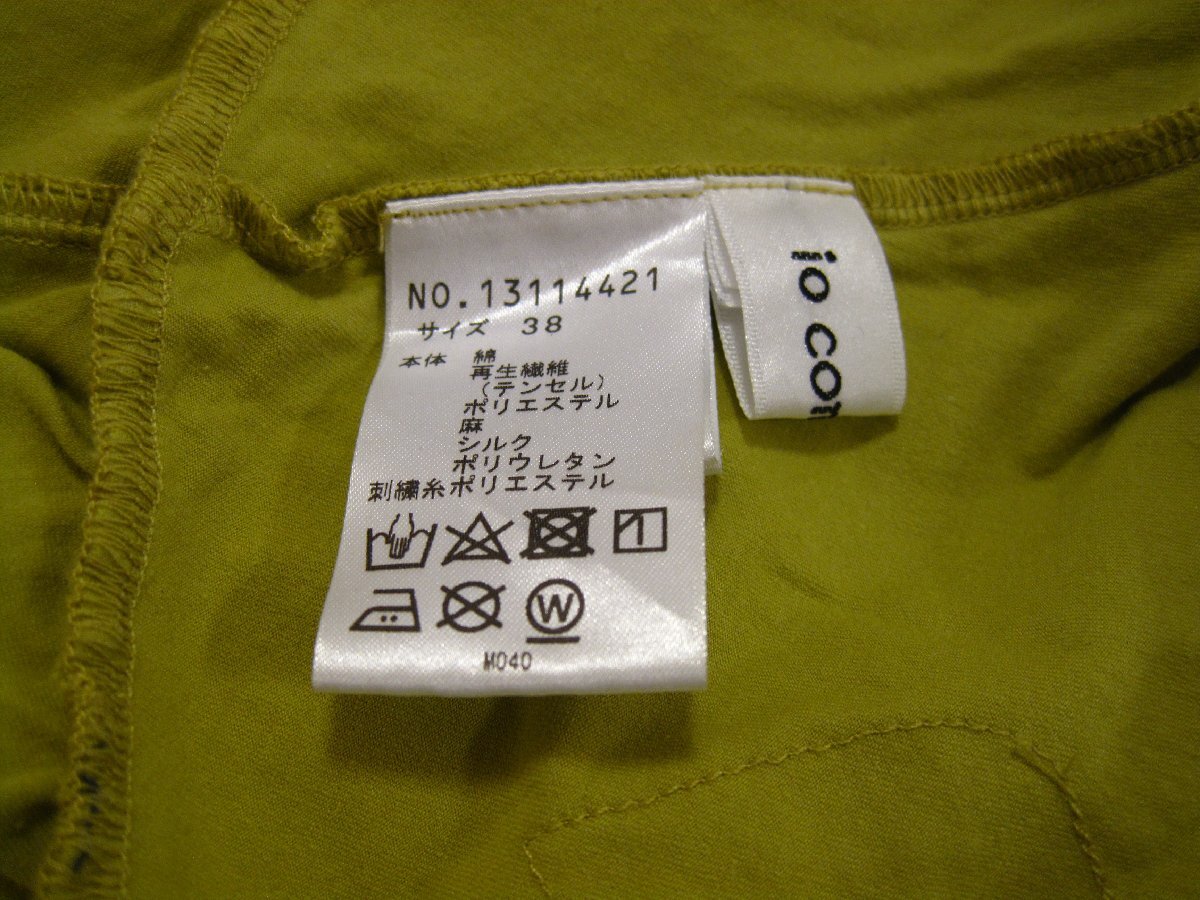 NO.13114421
サイズ 38
本体 綿
再生繊維
(テンセル)
ポリエステル
麻
シルク
ポリウレタン
刺繍糸ポリエステル
W
M040
io